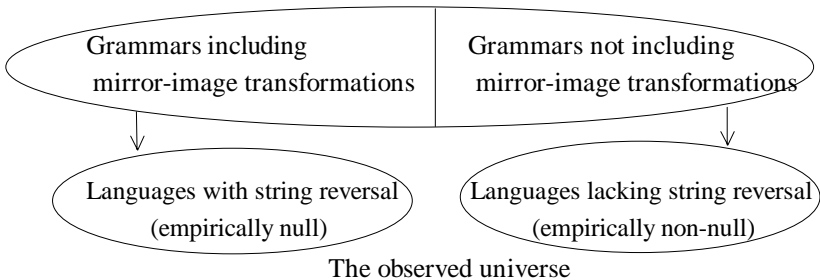 Grammars including
mirror-image transformations
Grammars not including
mirror-image transformations
Languages with string reversal
(empirically null)
Languages lacking string reversal
(empirically non-null)
The observed universe